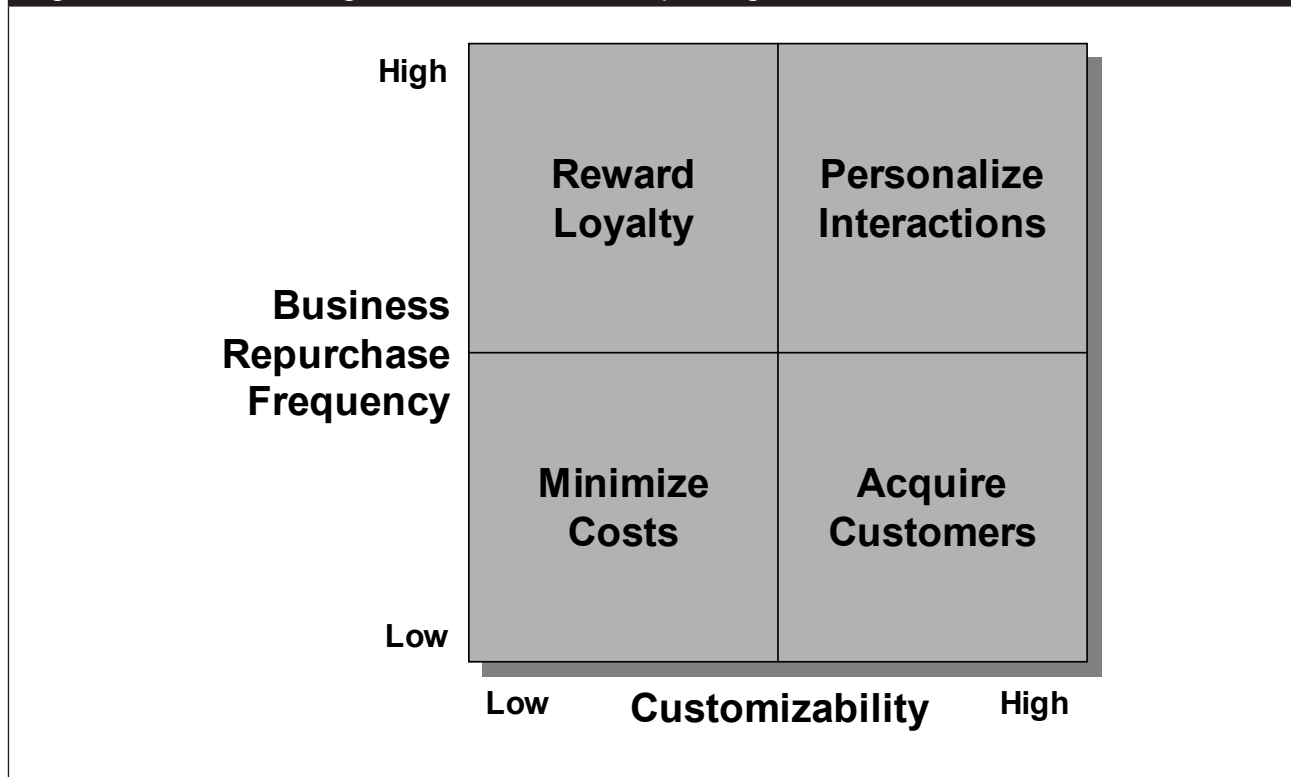 High
Reward
Loyalty
Personalize
Interactions
Business
Repurchase
Frequency
Minimize
Costs
Acquire
Customers
Low
Low
Customizability
High